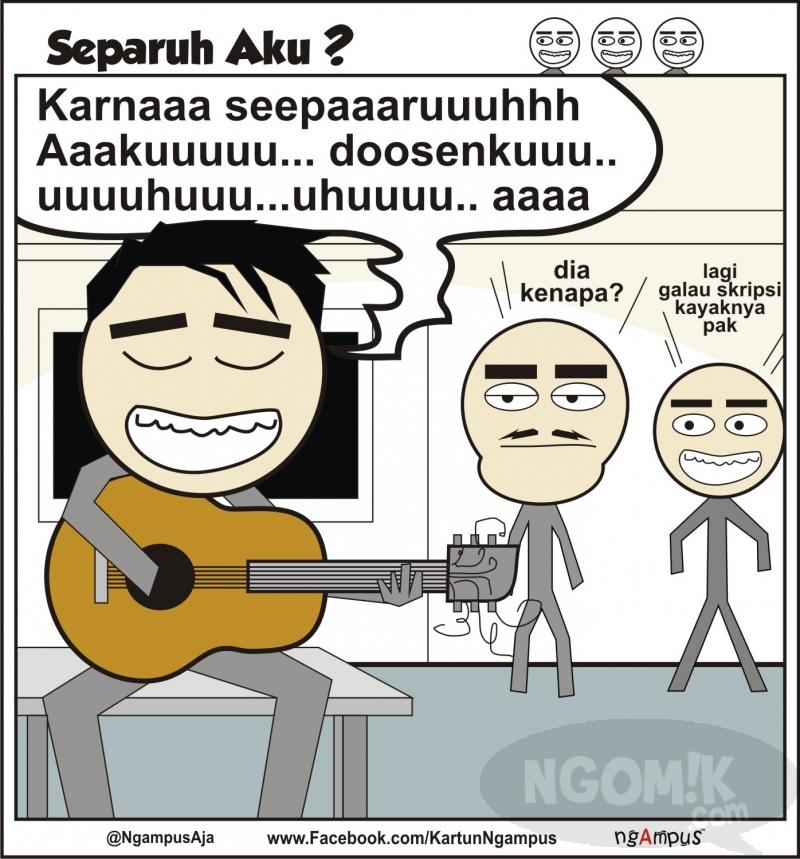 Separuh Aku ?
Karnaaa seepaaaruuuhhh
Aaakuuuuu... doosenkuuu..
uuuuhuuu...uhuuuu.. aaaa
dia
kenapa?
lagi
galau skripsi
kayaknya
pak
NGOM!K
.com
@NgampusAja
www.Facebook.com/KartunNgampus
ngAmpus